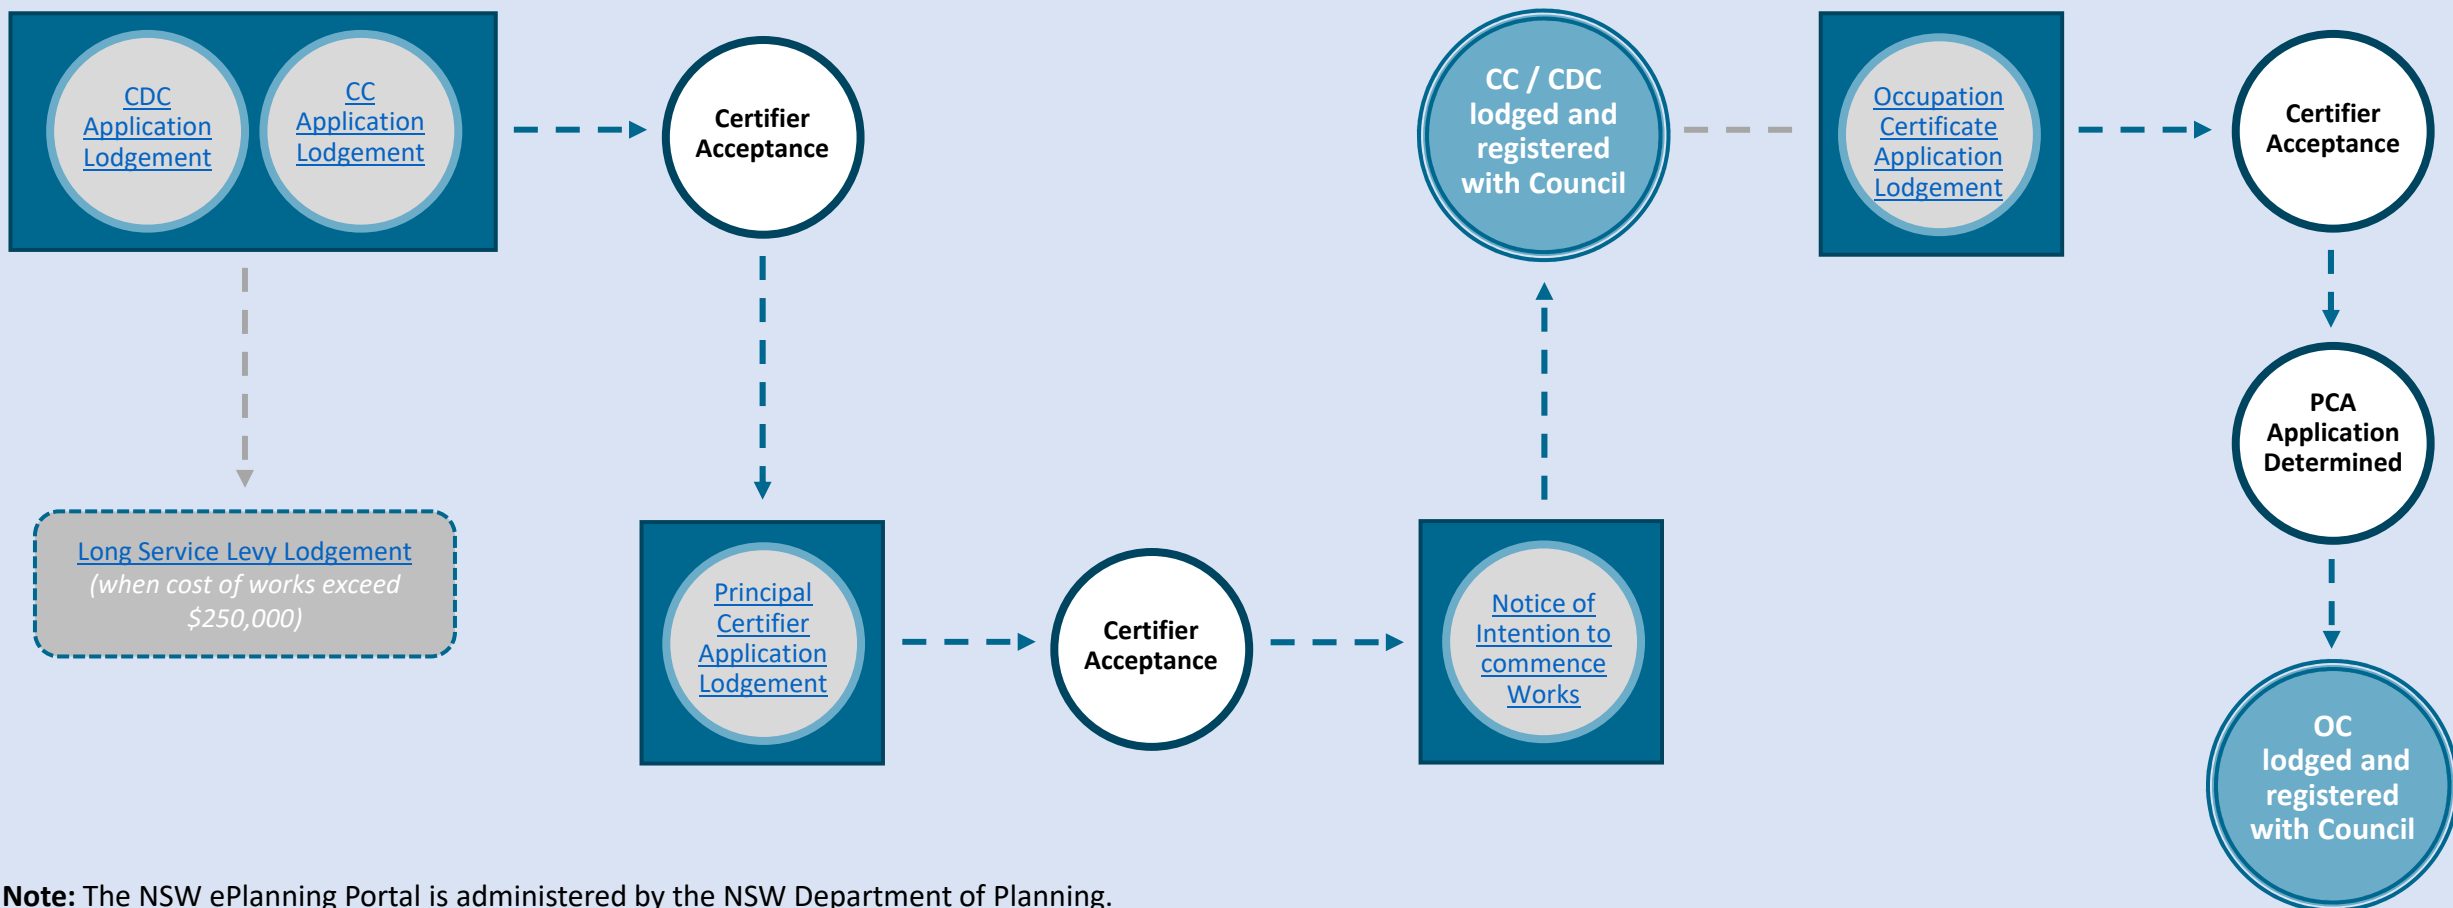 CDC
Application
Lodgement
CC
Application
Lodgement
Certifier
Acceptance
Long Service Levy Lodgement
(when cost of works exceed
$250,000)
Principal
Certifier
Application
Lodgement
Certifier
Acceptance
Notice of
Intention to
commence
Works
CC / CDC
lodged and
registered
with Council
Occupation
Certificate
Application
Lodgement
Certifier
Acceptance
PCA
Application
Determined
OC
lodged and
registered
with Council
Note: The NSW ePlanning Portal is administered by the NSW Department of Planning.